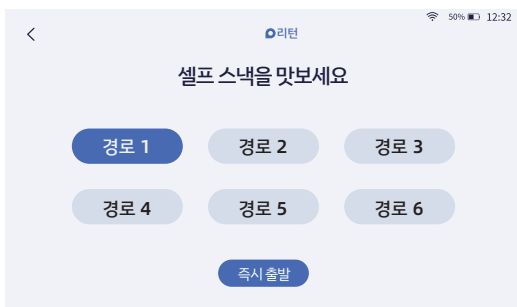 50% 12:32
리턴
셀프 스낵을 맛보세요
경로 1 경로 2 경로 3
경로 4 경로 5 경로 6
즉시 출발